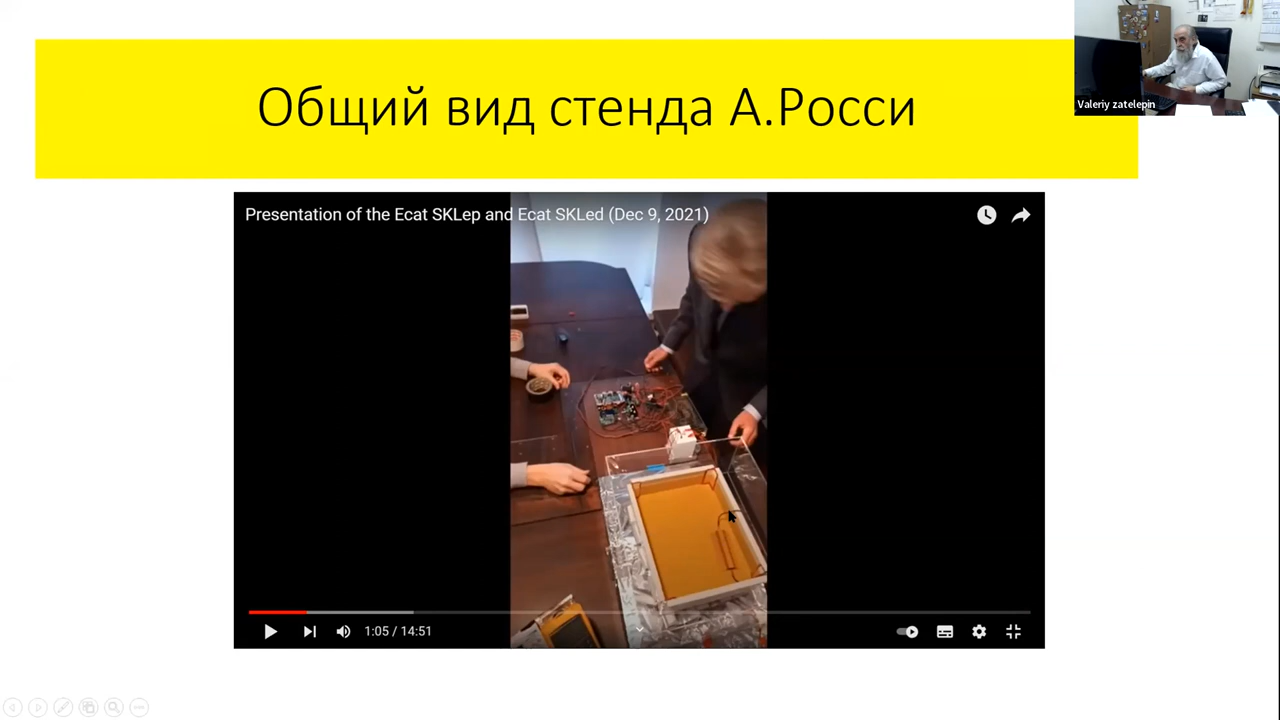 Общий вид стенда А.Росси
Valeriy zatelepin
Presentation of the Ecat SKLep and Ecat SKLed (Dec 9, 2021)
1:05 / 14:51